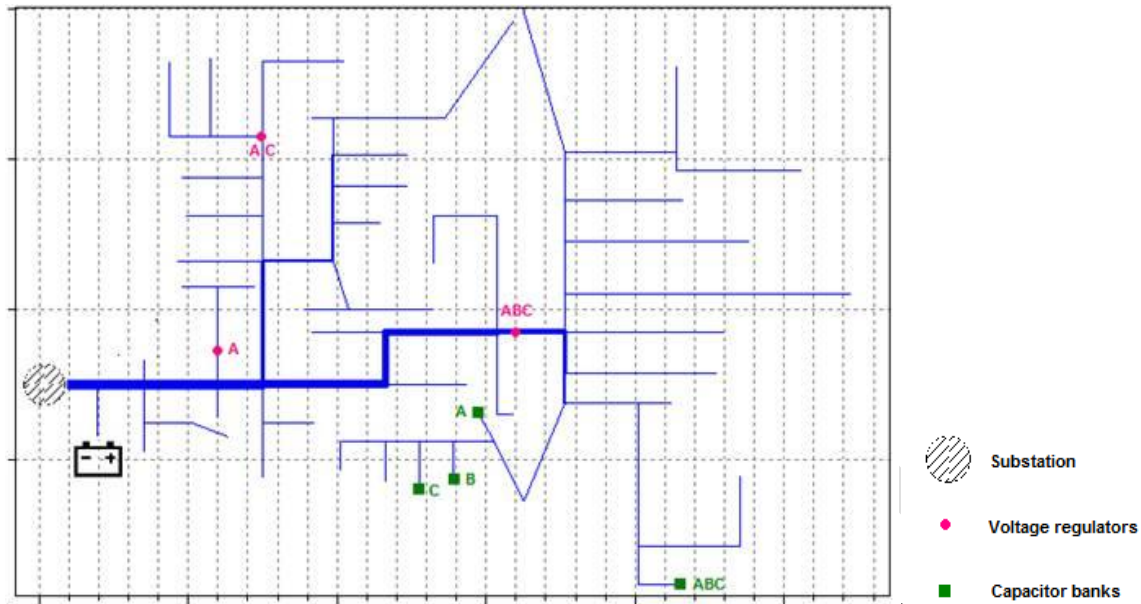 A C
ABC
A
A
B
C
- +
Substation
Voltage regulators
ABC
Capacitor banks